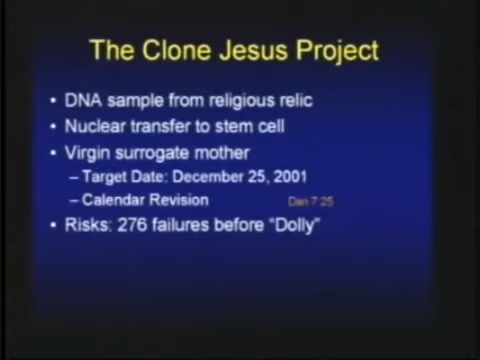 The Clone Jesus Project
• DNA sample from religious relic
• Nuclear transfer to stem cell
• Virgin surrogate mother
– Target Date: December 25, 2001
– Calendar Revision Dan 7:25
• Risks: 276 failures before “Dolly”